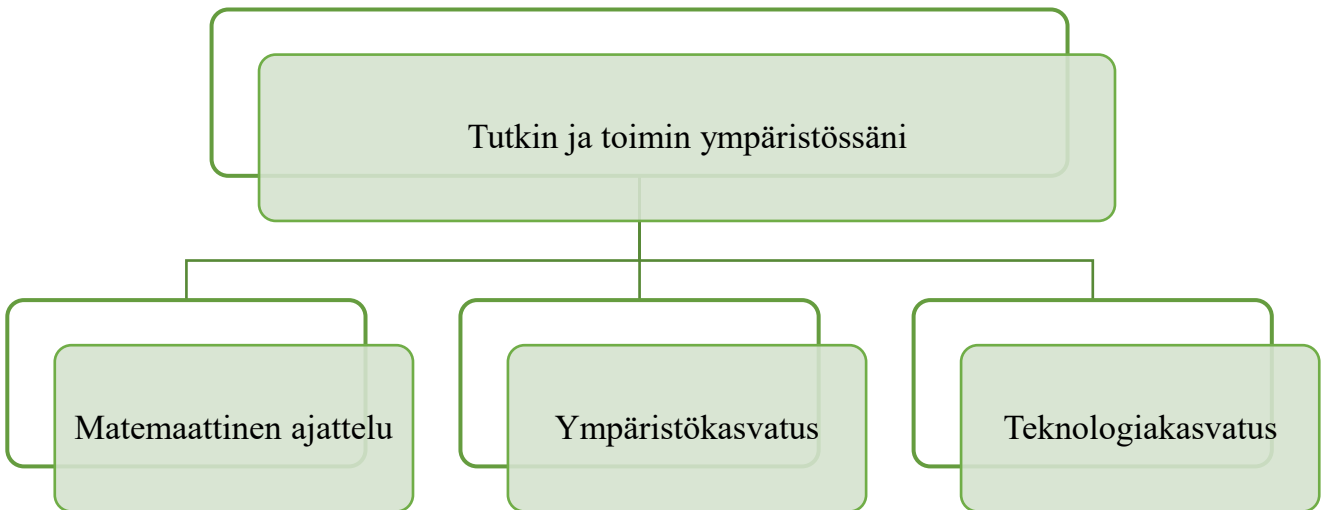 Tutkin ja toimin ympäristössäni
Matemaattinen ajattelu
Ympäristökasvatus
Teknologiakasvatus